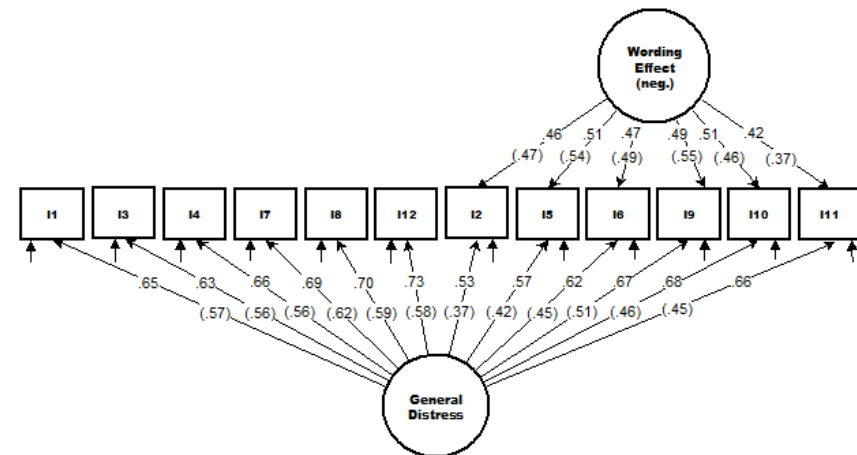 Wording
Effect
(neg.)
.46 .51 .47 .49 .51 .42
(.47) (.54) (.49) (.55) (.46) (.37)
I1 I3 I4 I7 I8 I12 I2 I5 I6 I9 I10 I11
.65 .63 .66 .69 .70 .73 .53 .57 .62 .67 .68 .66
(.57) (.56) (.56) (.62) (.59) (.58) (.37) (.42) (.45) (.51) (.46) (.45)
General
Distress